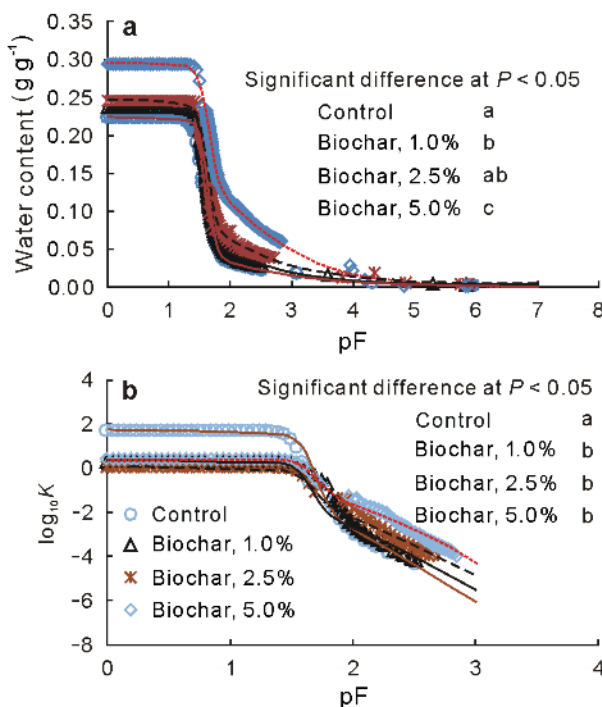 a
Significant difference at P < 0.05
Control a
Biochar, 1.0% b
Biochar, 2.5% ab
Biochar, 5.0% c
Water content (g g-1)
0.35
0.30
0.25
0.20
0.15
0.10
0.05
0.00
0 1 2 3 4 5 6 7 8
pF
b
Significant difference at P < 0.05
Control a
Biochar, 1.0% b
Biochar, 2.5% b
Biochar, 5.0% b
log10K
4
2
0
-2
-4
-6
-8
Control
Biochar, 1.0%
Biochar, 2.5%
Biochar, 5.0%
0 1 2 3 4
pF